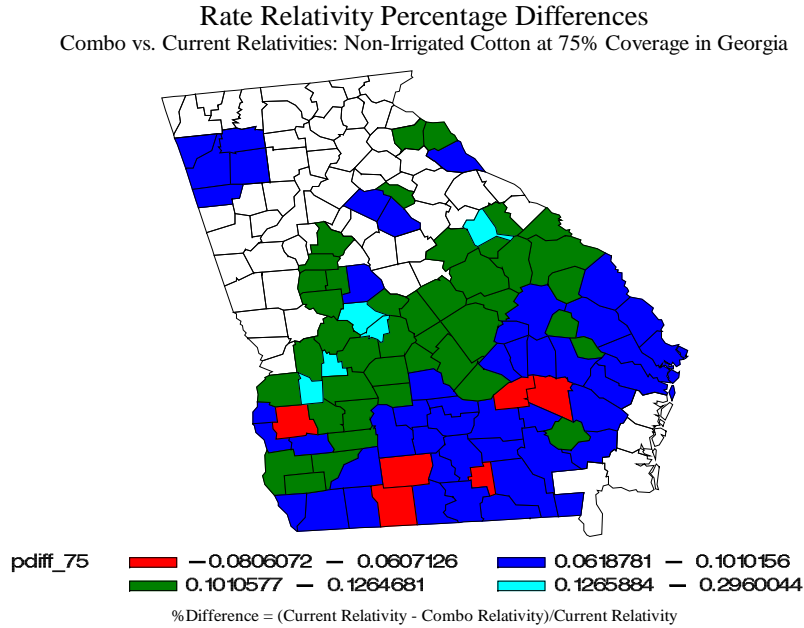 Rate Relativity Percentage Differences
Combo vs. Current Relativities: Non-Irrigated Cotton at 75% Coverage in Georgia
pdiff_75 −0.0806072 − 0.0607126 0.0618781 − 0.1010156
0.1010577 − 0.1264681 0.1265884 − 0.2960044
%Difference = (Current Relativity - Combo Relativity)/Current Relativity